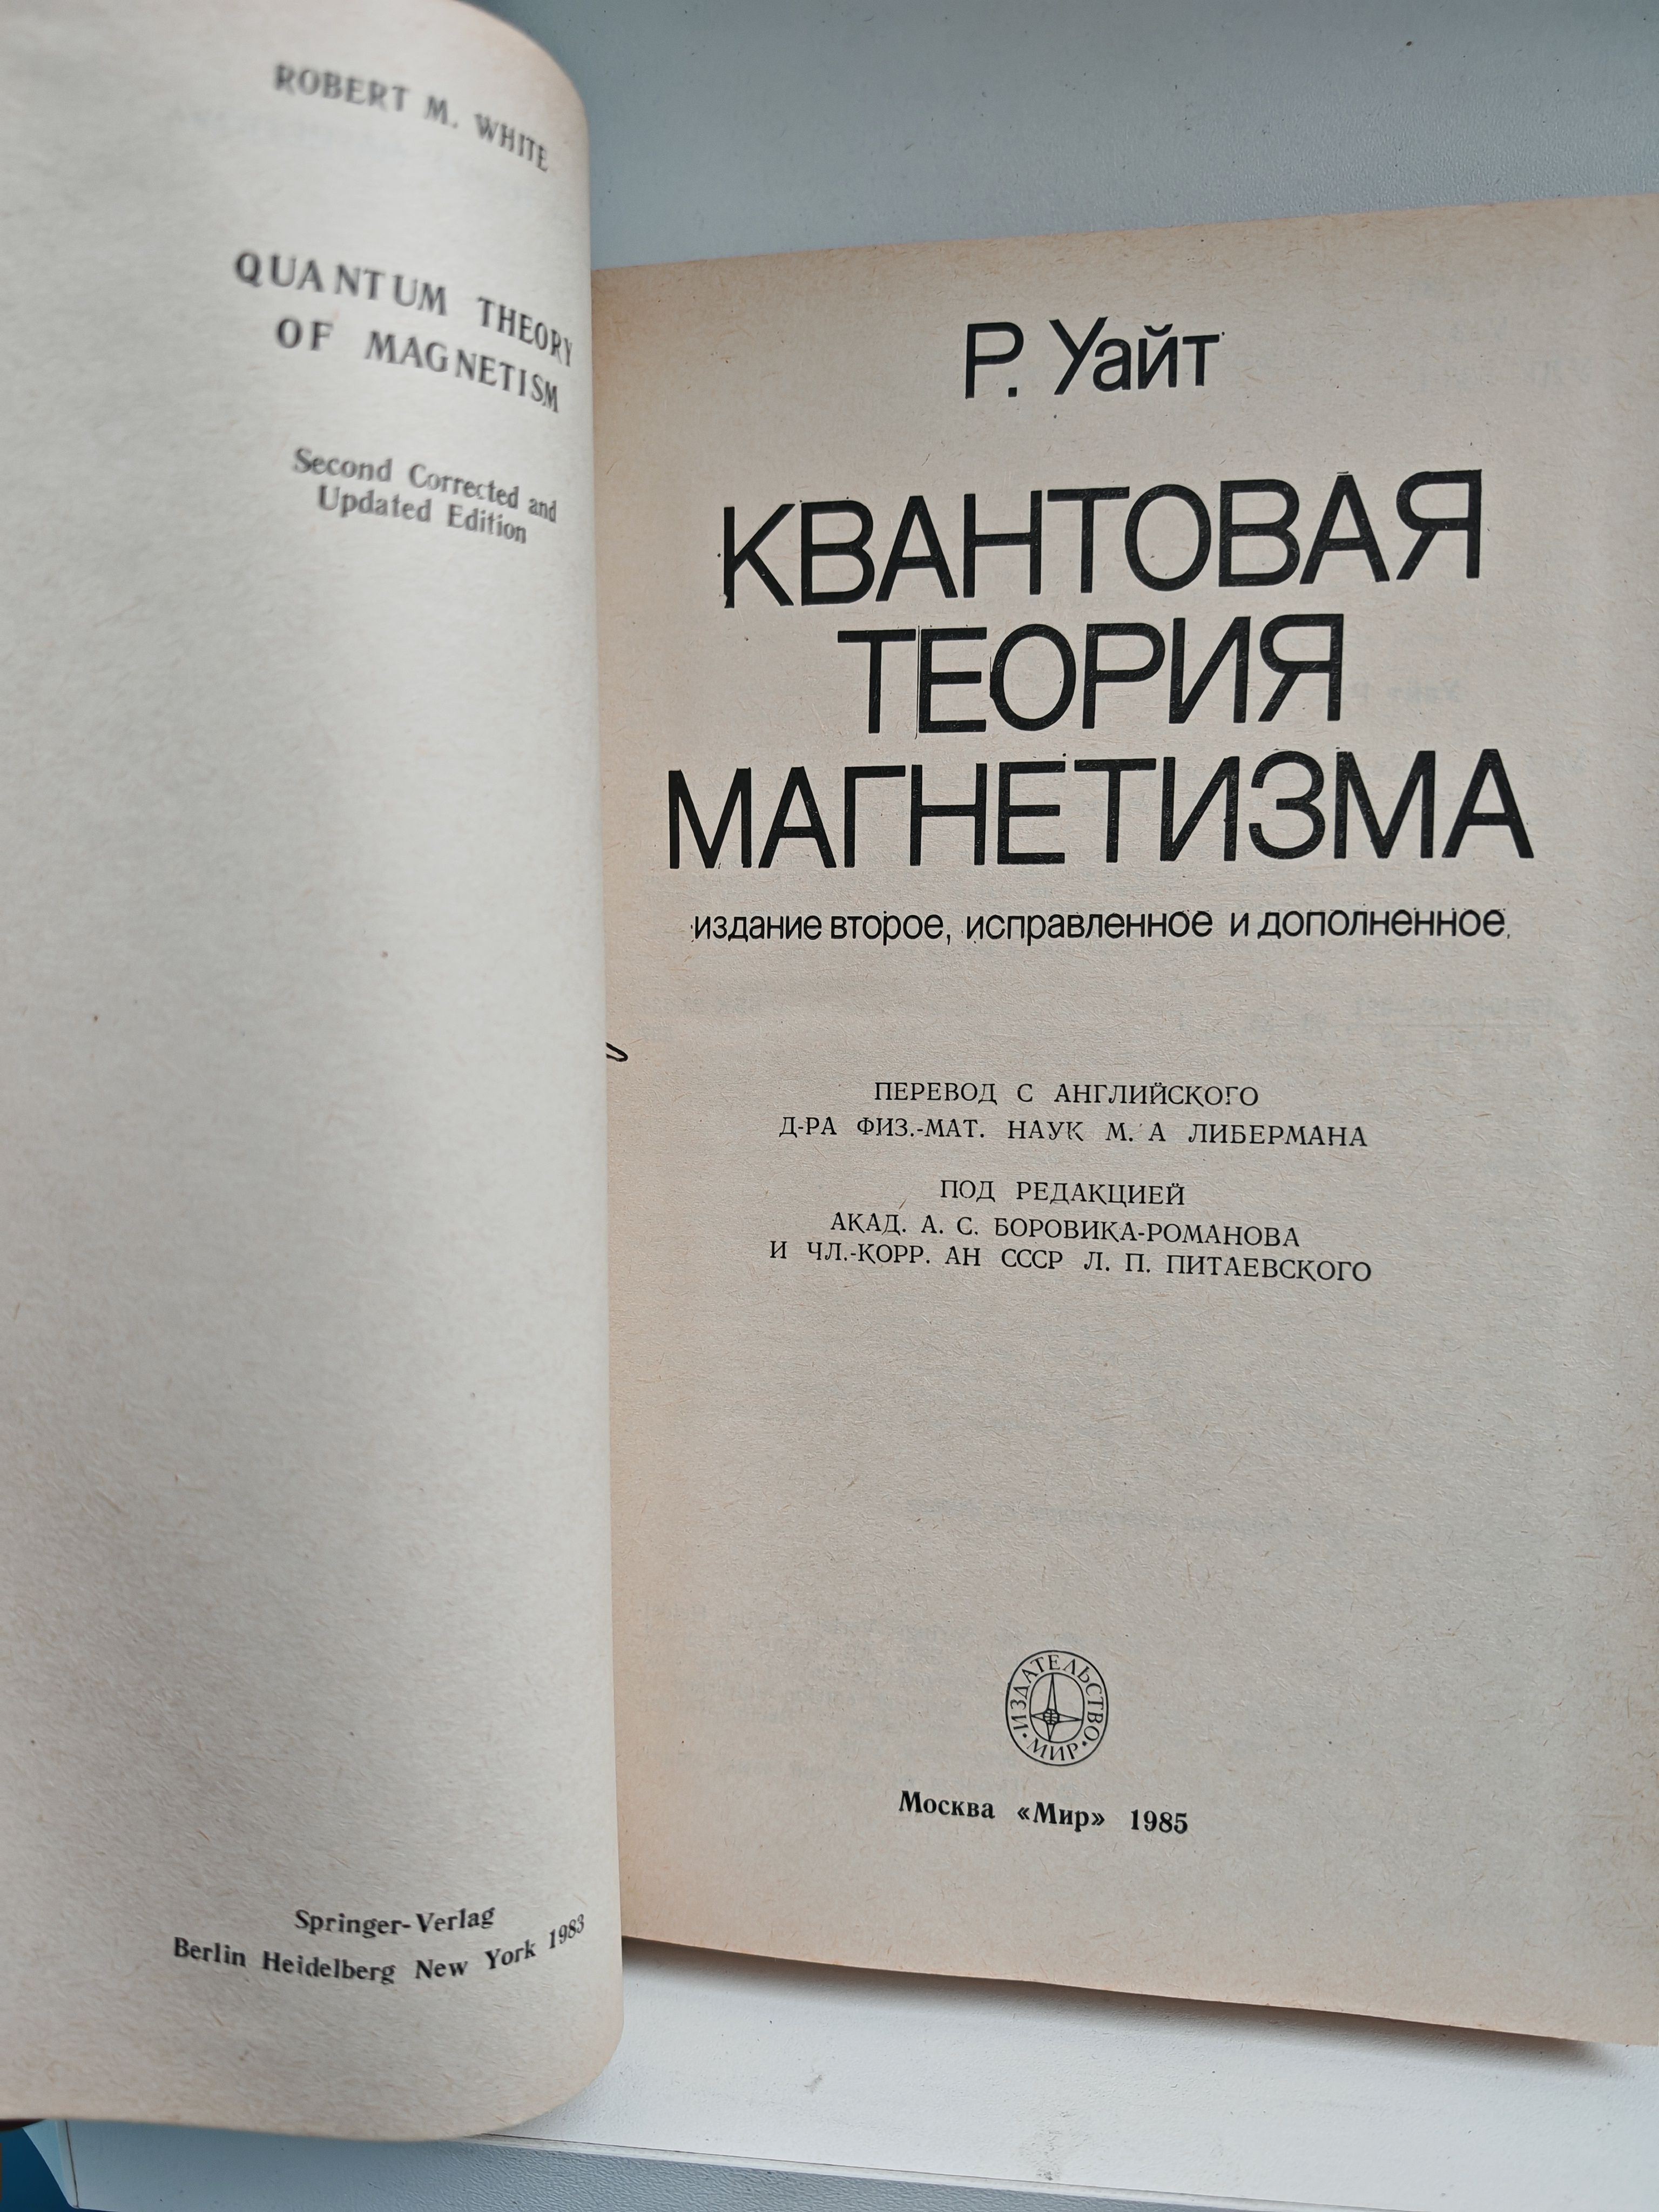 ROBERT M. WHITE
QUANTUM THEORY
OF MAGNETISM
Second Corrected and
Updated Edition
Springer-Verlag
Berlin Heidelberg New York 1983
Р. Уайт
КВАНТОВАЯ
ТЕОРИЯ
МАГНЕТИЗМА
издание второе, исправленное и дополненное
ПЕРЕВОД С АНГЛИЙСКОГО
Д-РА ФИЗ.-МАТ. НАУК М. А ЛИБЕРМАНА
ПОД РЕДАКЦИЕЙ
АКАД. А. С. БОРОВИКА-РОМАНОВА
И ЧЛ.-КОРР. АН СССР Л. П. ПИТАЕВСКОГО
ИЗДАТЕЛЬСТВО
МИР
Москва «Мир» 1985